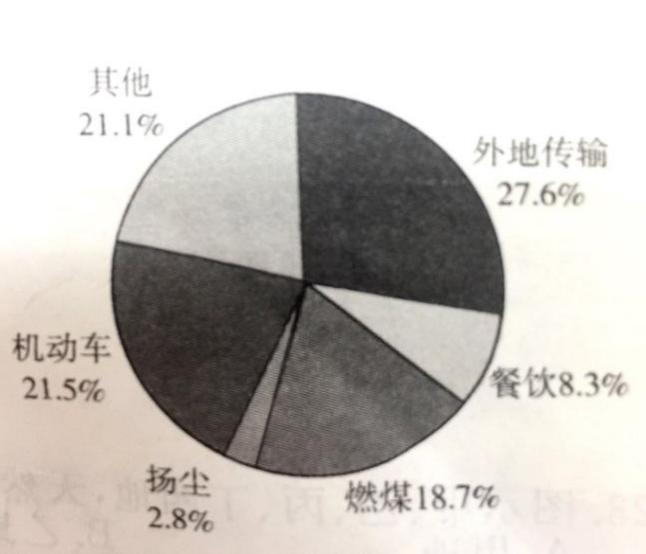 其他
21.1%
外地传输
27.6%
机动车
21.5%
餐饮8.3%
扬尘
2.8%
燃煤18.7%